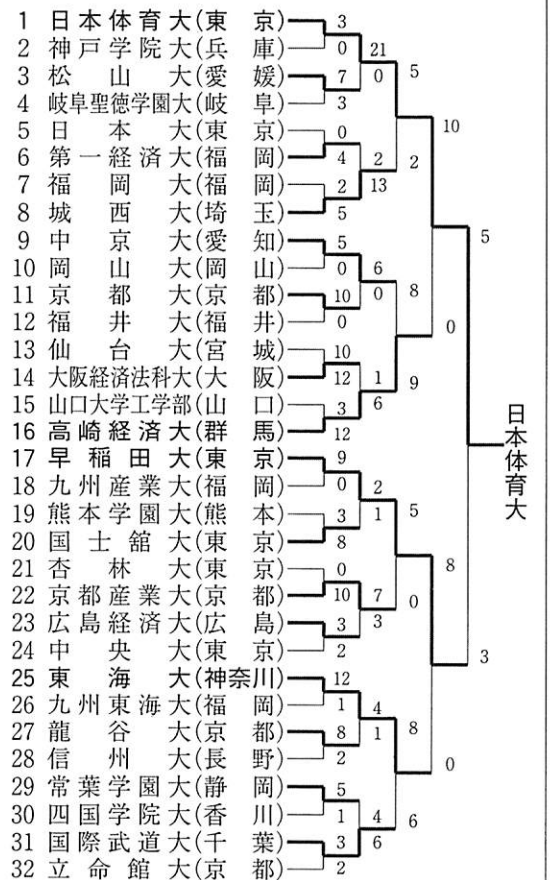 1 日本体育大(東京) 3
2 神戸学院大(兵庫) 0 21
3 松山大(愛媛) 7 0 5
4 岐阜聖徳学園大(岐阜) 3 10
5 日本大(東京) 0
6 第一経済大(福岡) 4 2 2
7 福岡大(福岡) 2 13
8 城西大(埼玉) 5 5
9 中京大(愛知) 5
10 岡山大(岡山) 0 6
11 京都大(京都) 10 0 8
12 福井大(福井) 0 0
13 仙台大(宮城) 10
14 大阪経済法科大(大阪) 12 1 9
15 山口大学工学部(山口) 3 6
16 高崎経済大(群馬) 12 日本体育大
17 早稲田大(東京) 9
18 九州産業大(福岡) 0 2
19 熊本学園大(熊本) 3 1 5
20 国士舘大(東京) 8
21 杏林大(東京) 0 8
22 京都産業大(京都) 10 7 0
23 広島経済大(広島) 3 3
24 中央大(東京) 2 3
25 東海大(神奈川) 12
26 九州東海大(福岡) 1 4
27 龍谷大(京都) 8 1 8
28 信州大(長野) 2 0
29 常葉学園大(静岡) 5
30 四国学院大(香川) 1 4 6
31 国際武道大(千葉) 3 6
32 立命館大(京都) 2